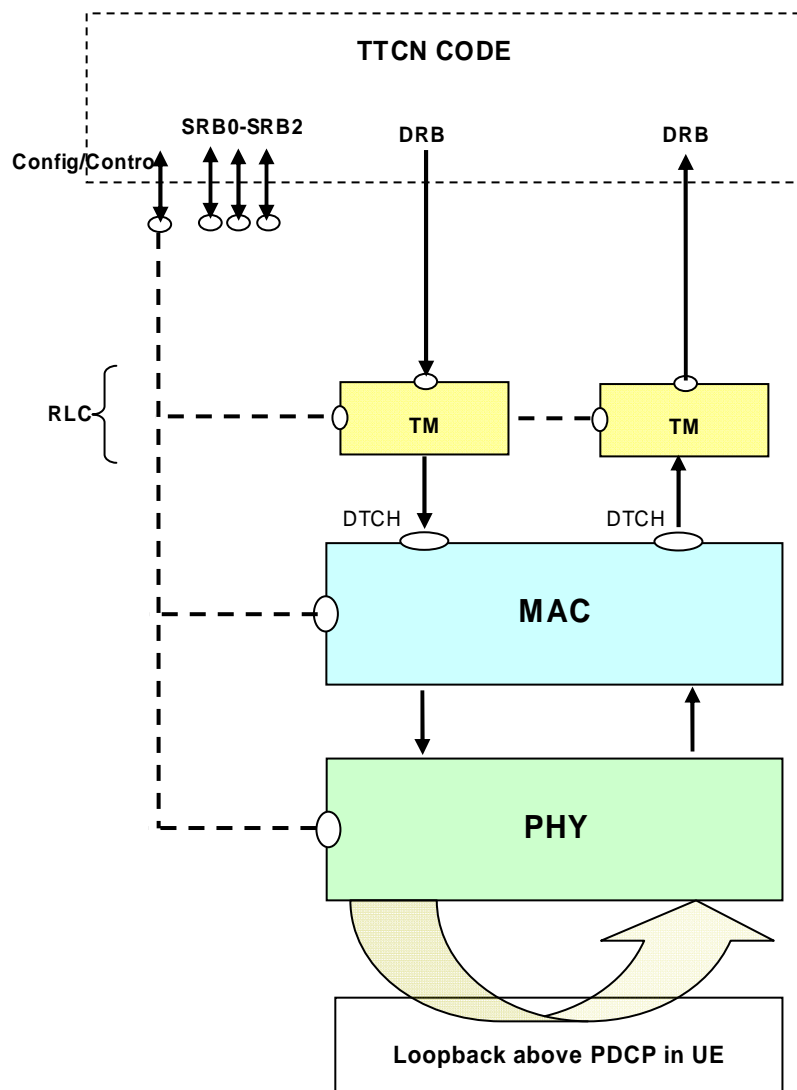 TTCN CODE
SRB0-SRB2
DRB
DRB
Config/Contro
RLC
TM
TM
DTCH
DTCH
MAC
PHY
Loopback above PDCP in UE